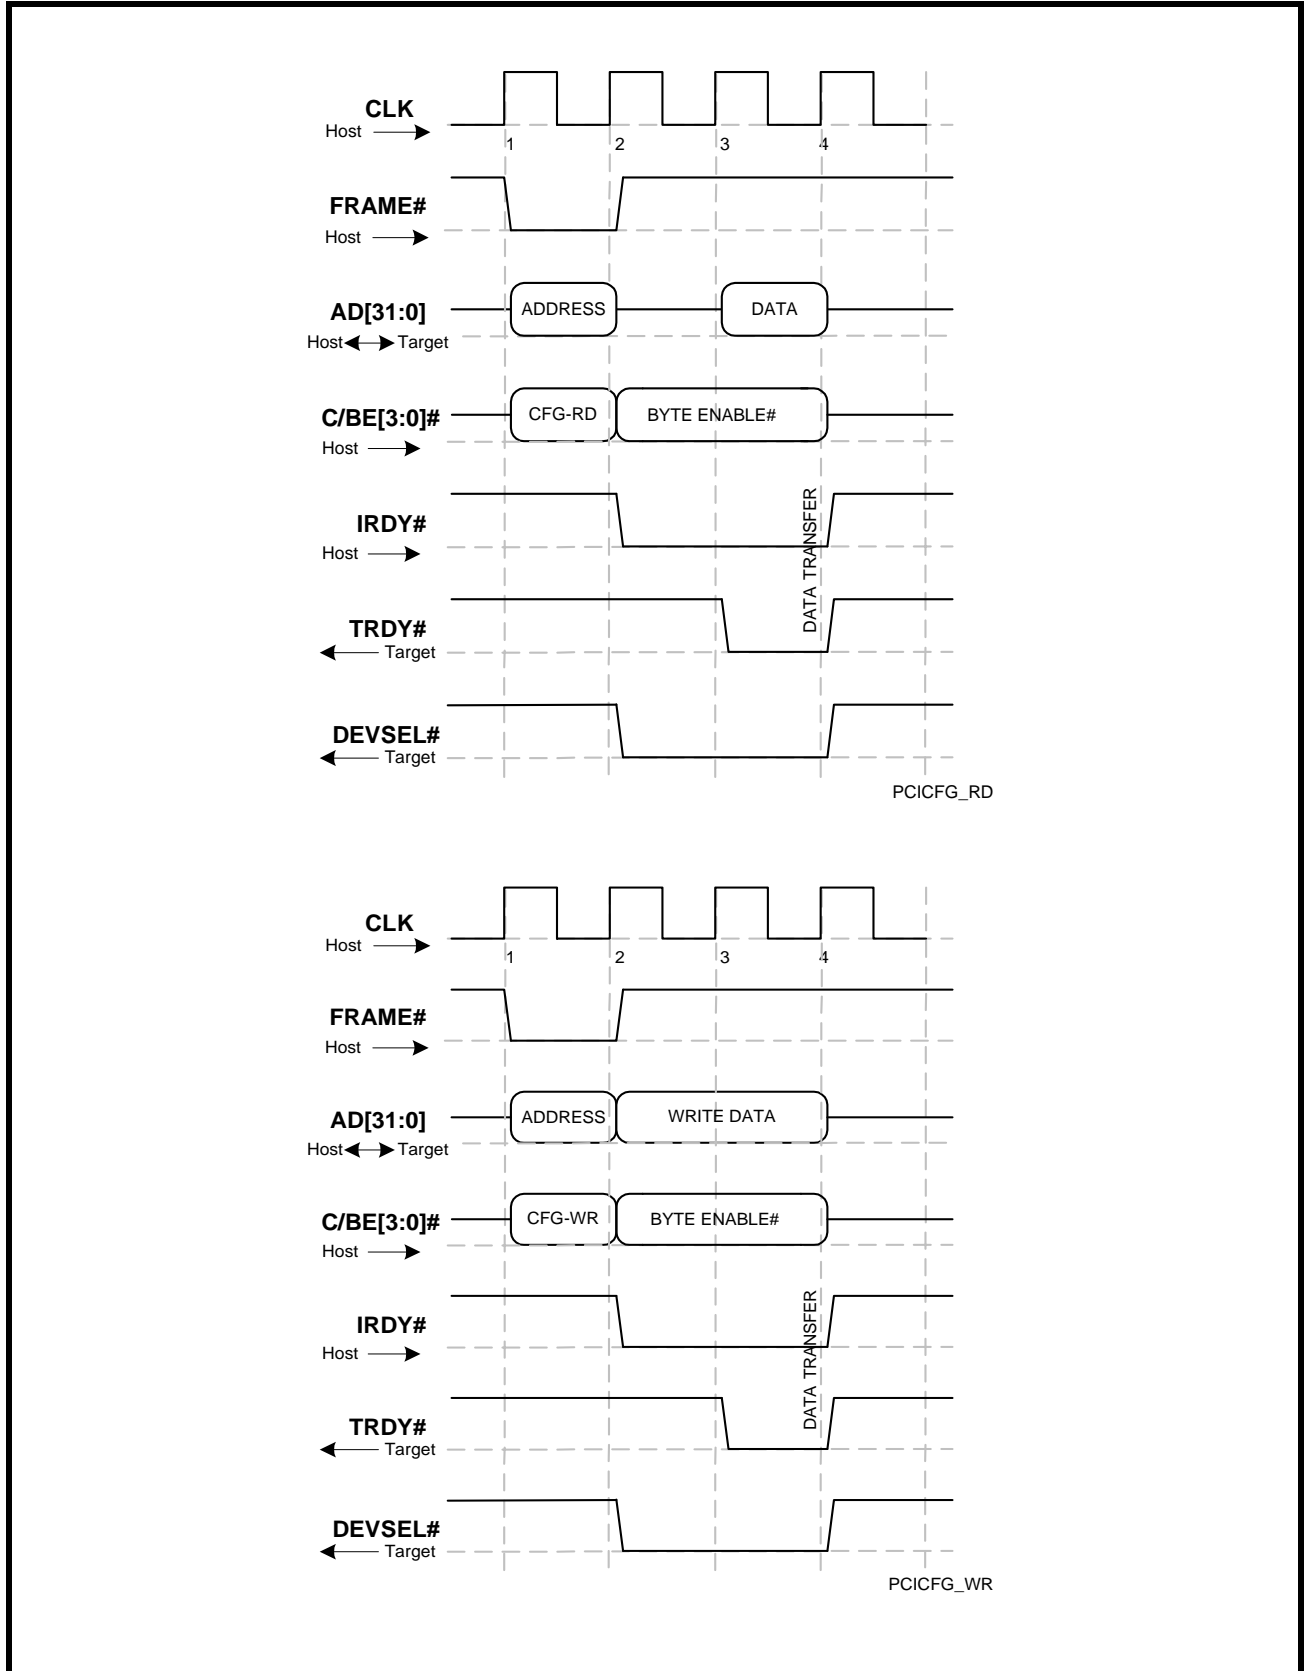 CLK
Host
1 2 3 4
FRAME#
Host
AD[31:0] ADDRESS DATA
Host Target
C/BE[3:0]# CFG-RD BYTE ENABLE#
Host
IRDY#
Host
DATA TRANSFER
TRDY#
Target
DEVSEL#
Target
PCICFG_RD
CLK
Host
1 2 3 4
FRAME#
Host
AD[31:0] ADDRESS WRITE DATA
Host Target
C/BE[3:0]# CFG-WR BYTE ENABLE#
Host
IRDY#
Host
DATA TRANSFER
TRDY#
Target
DEVSEL#
Target
PCICFG_WR